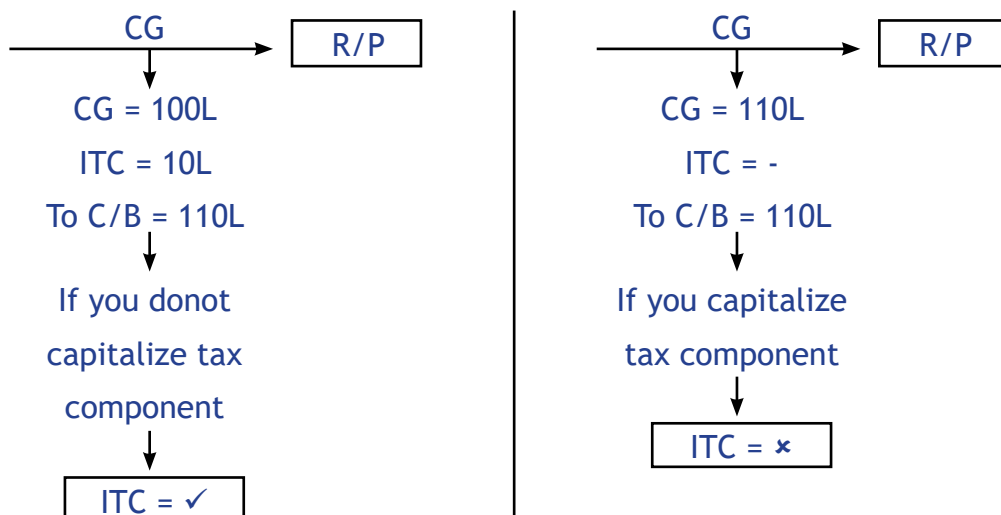 CG
R/P
CG = 100L
ITC = 10L
To C/B = 110L
If you donot
capitalize tax
component
ITC = ✓
CG
R/P
CG = 110L
ITC = -
To C/B = 110L
If you capitalize
tax component
ITC = ×